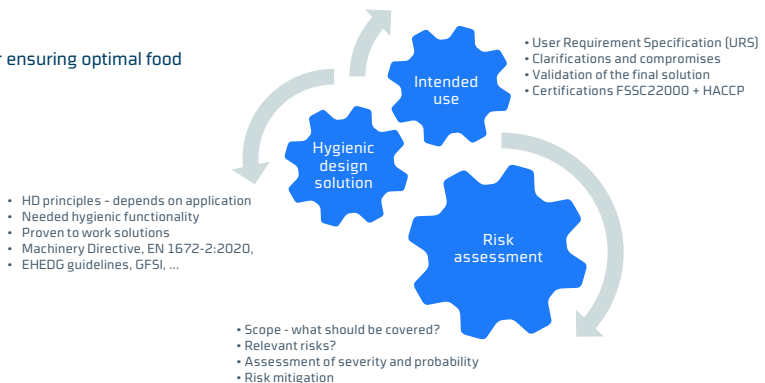 r ensuring optimal food
Intended
use
• User Requirement Specification (URS)
• Clarifications and compromises
• Validation of the final solution
• Certifications FSSC22000 + HACCP
Hygienic
design
solution
• HD principles - depends on application
• Needed hygienic functionality
• Proven to work solutions
• Machinery Directive, EN 1672-2:2020,
• EHEDG guidelines, GFSI, ...
Risk
assessment
• Scope - what should be covered?
• Relevant risks?
• Assessment of severity and probability
• Risk mitigation